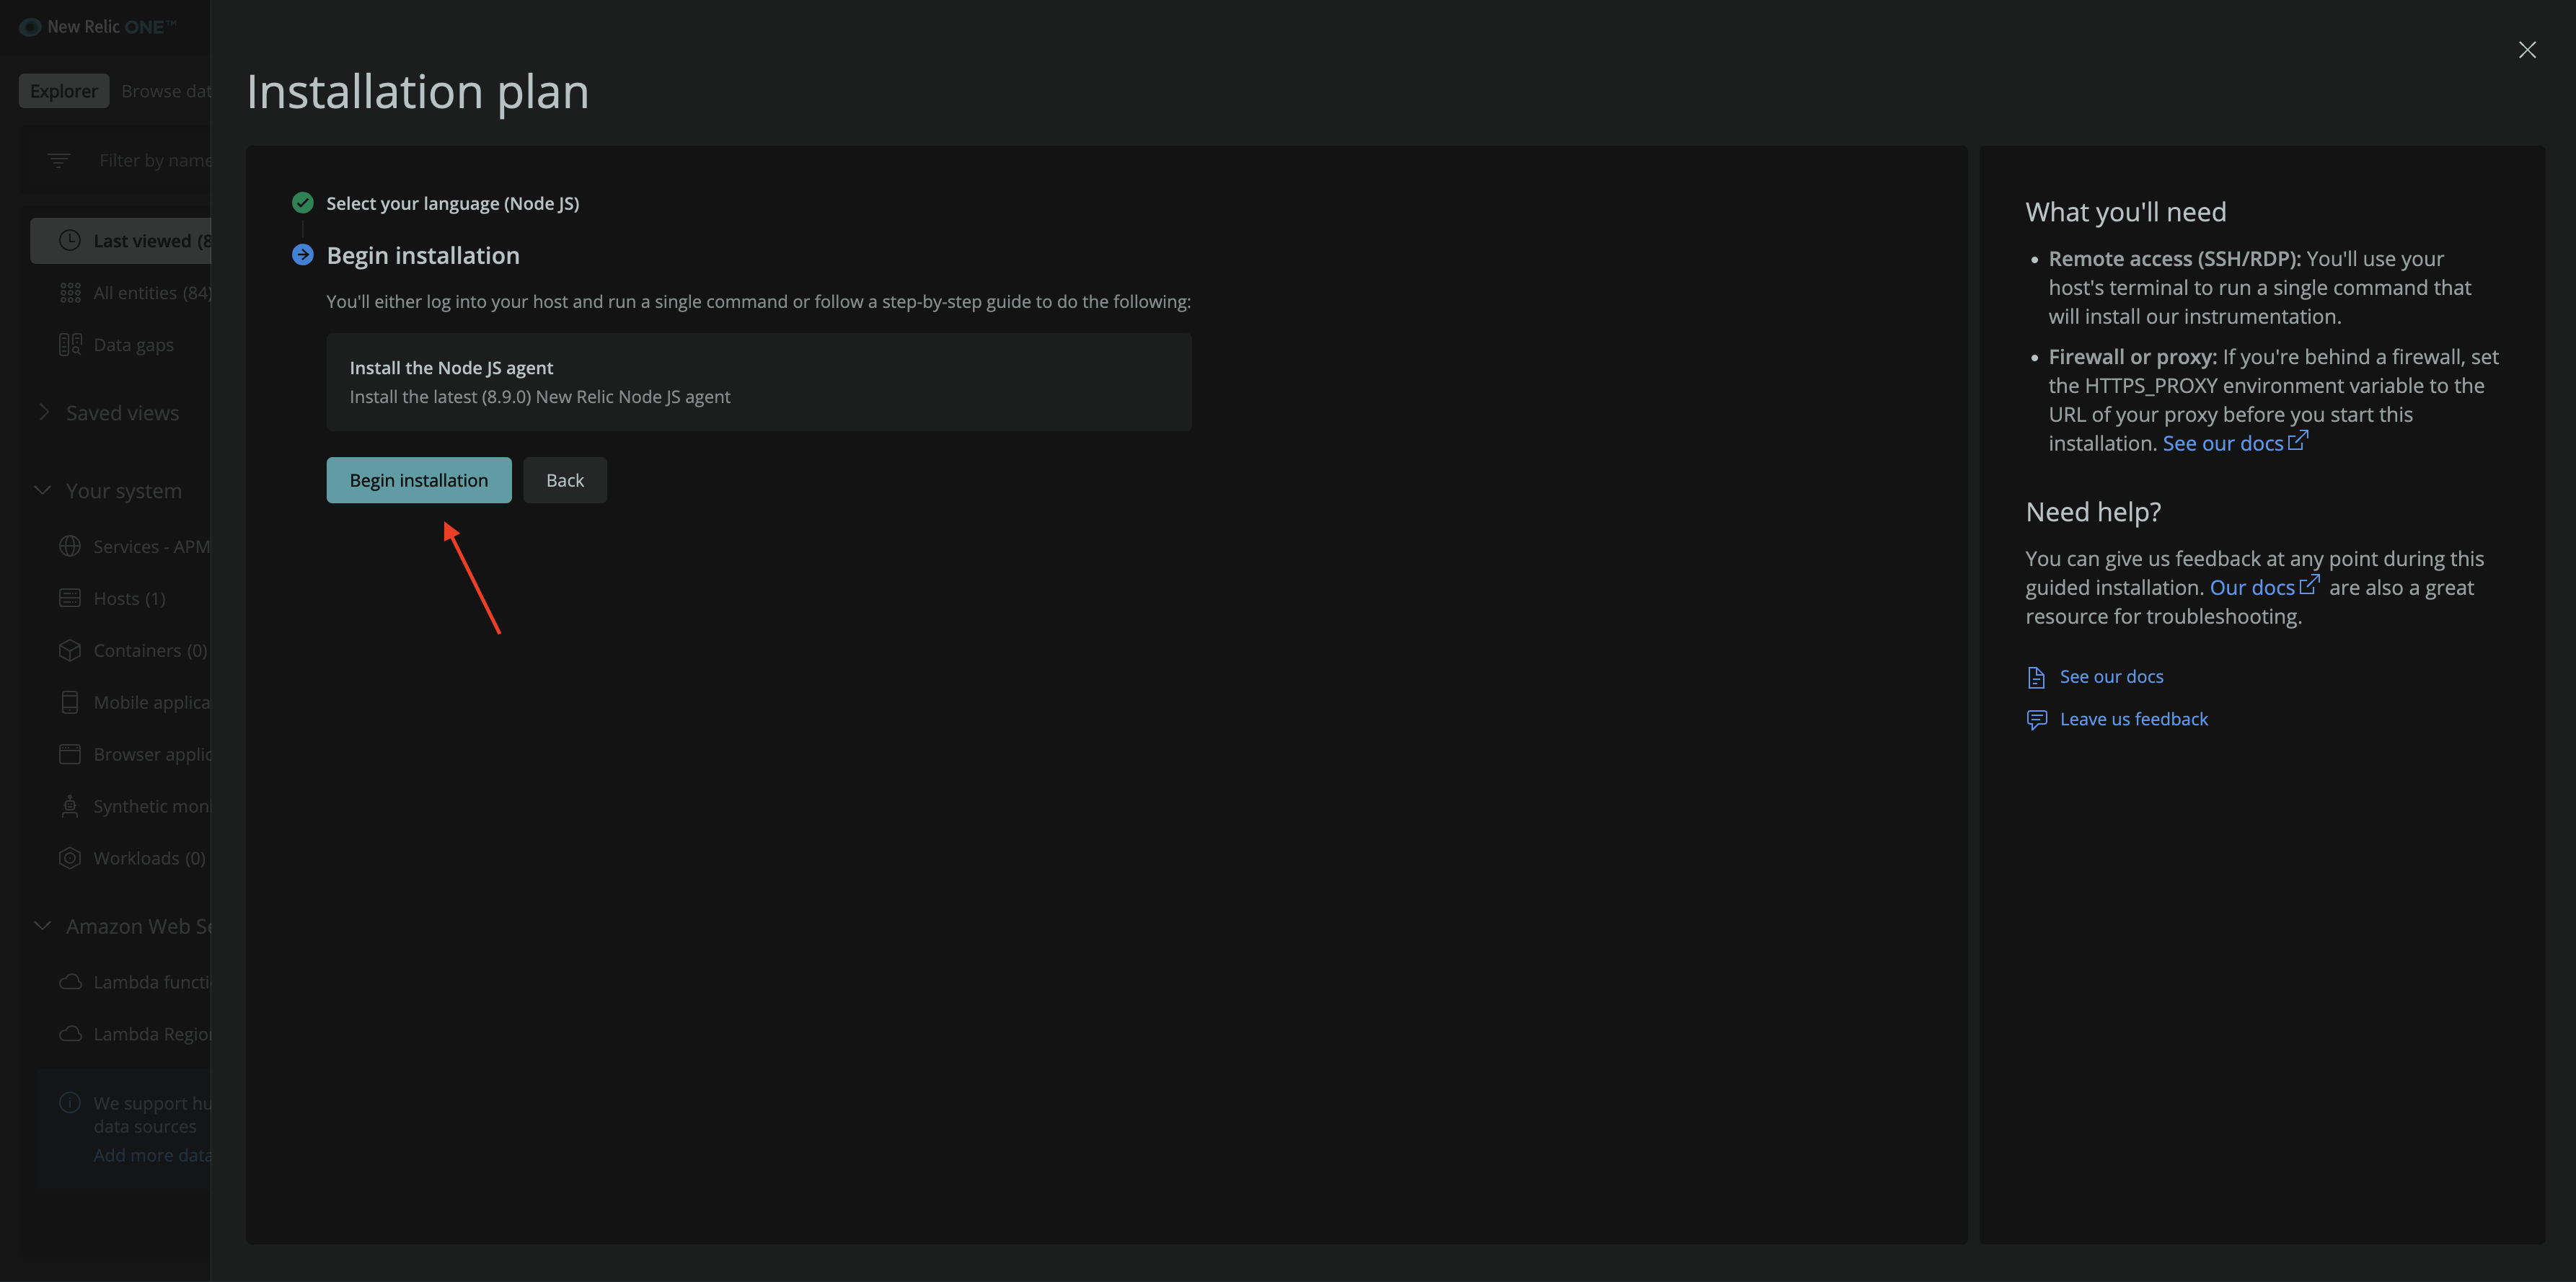 New Relic ONE™
Explorer
Browse dat
Filter by name
Last viewed (8
All entities (84)
Data gaps
Saved views
Your system
Services - APM
Hosts (1)
Containers (0)
Mobile applica
Browser applic
Synthetic mon
Workloads (0)
Amazon Web Se
Lambda functi
Lambda Region
We support hu
data sources
Add more data
Installation plan
Select your language (Node JS)
Begin installation
You'll either log into your host and run a single command or follow a step-by-step guide to do the following:
Install the Node JS agent
Install the latest (8.9.0) New Relic Node JS agent
Begin installation
Back
What you'll need
• Remote access (SSH/RDP): You'll use your
host's terminal to run a single command that
will install our instrumentation.
• Firewall or proxy: If you're behind a firewall, set
the HTTPS_PROXY environment variable to the
URL of your proxy before you start this
installation. See our docs
Need help?
You can give us feedback at any point during this
guided installation. Our docs are also a great
resource for troubleshooting.
See our docs
Leave us feedback